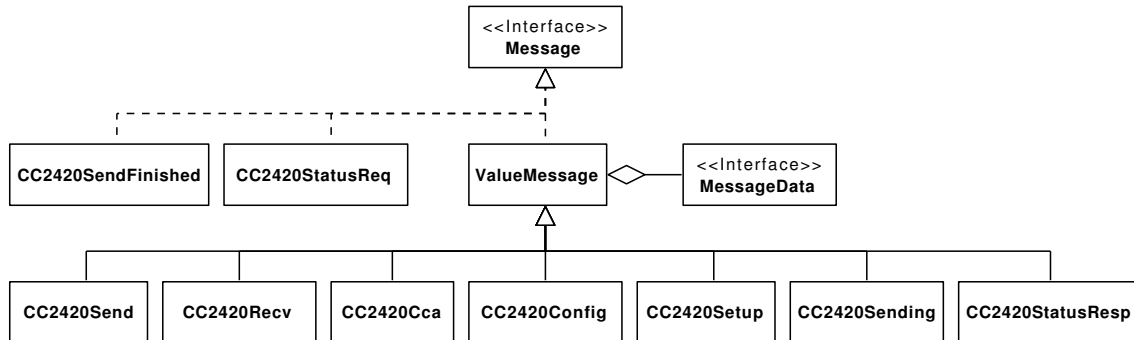 <<Interface>>
Message
CC2420SendFinished
CC2420StatusReq
ValueMessage
<<Interface>>
MessageData
CC2420Send
CC2420Recv
CC2420Cca
CC2420Config
CC2420Setup
CC2420Sending
CC2420StatusResp